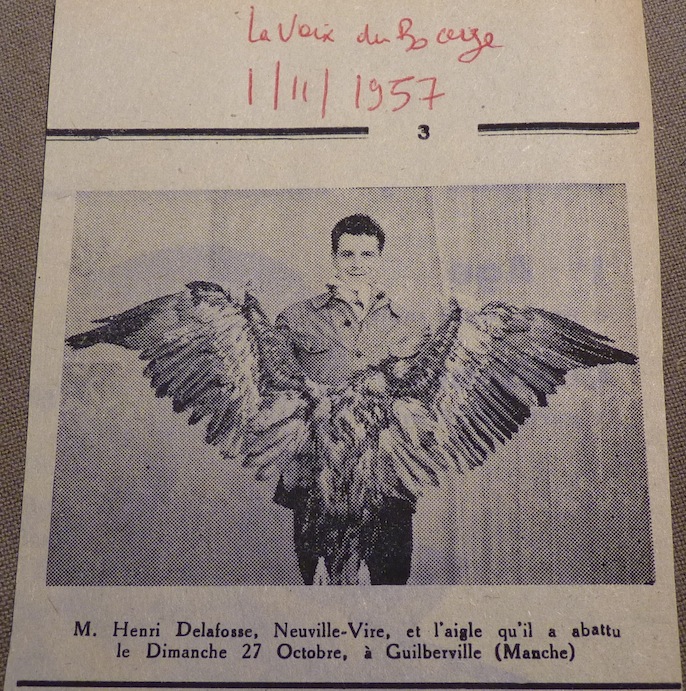 La Voix du Bocage
1/11/1957
3
M. Henri Delafosse, Neuville-Vire, et l'aigle qu'il a abattu
le Dimanche 27 Octobre, à Guilberville (Manche)